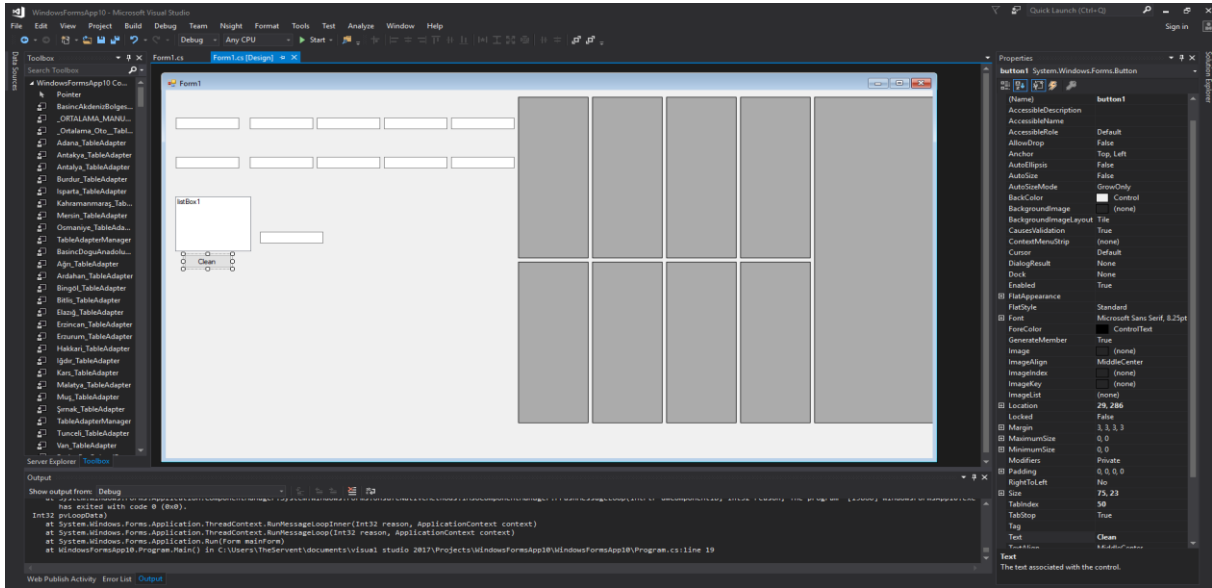 WindowsFormsApp10 - Microsoft Visual Studio
Quick Launch (Ctrl+Q)
File Edit View Project Build Debug Team Nsight Format Tools Test Analyze Window Help
Sign in
Debug Any CPU Start
Data Sources
Toolbox
Search Toolbox
WindowsFormsApp10 Co...
Pointer
BasincAkdenizBolges...
_ORTALAMA_MANU...
_Ortalama_Oto__Tabl...
Adana_TableAdapter
Antakya_TableAdapter
Antalya_TableAdapter
Burdur_TableAdapter
Isparta_TableAdapter
Kahramanmaraş_Tab...
Mersin_TableAdapter
Osmaniye_TableAda...
TableAdapterManager
BasincDoguAnadolu...
Ağrı_TableAdapter
Ardahan_TableAdapter
Bingöl_TableAdapter
Bitlis_TableAdapter
Elazığ_TableAdapter
Erzincan_TableAdapter
Erzurum_TableAdapter
Hakkari_TableAdapter
Iğdır_TableAdapter
Kars_TableAdapter
Malatya_TableAdapter
Muş_TableAdapter
Şırnak_TableAdapter
TableAdapterManager
Tunceli_TableAdapter
Van_TableAdapter
Server Explorer Toolbox
Form1.cs Form1.cs [Design]
Form1
listBox1
Clean
Properties
button1 System.Windows.Forms.Button
(Name) button1
AccessibleDescription
AccessibleName
AccessibleRole Default
AllowDrop False
Anchor Top, Left
AutoEllipsis False
AutoSize False
AutoSizeMode GrowOnly
BackColor Control
BackgroundImage (none)
BackgroundImageLayout Tile
CausesValidation True
ContextMenuStrip (none)
Cursor Default
DialogResult None
Dock None
Enabled True
FlatAppearance
FlatStyle Standard
Font Microsoft Sans Serif, 8.25pt
ForeColor ControlText
GenerateMember True
Image (none)
ImageAlign MiddleCenter
ImageIndex (none)
ImageKey (none)
ImageList (none)
Location 29, 286
Locked False
Margin 3, 3, 3, 3
MaximumSize 0, 0
MinimumSize 0, 0
Modifiers Private
Padding 0, 0, 0, 0
RightToLeft No
Size 75, 23
TabIndex 50
TabStop True
Tag
Text Clean
TextAlign MiddleCenter
Text
The text associated with the control.
Solution Explorer
Output
Show output from: Debug
has exited with code 0 (0x0).
Int32 pvLoopData)
at System.Windows.Forms.Application.ThreadContext.RunMessageLoopInner(Int32 reason, ApplicationContext context)
at System.Windows.Forms.Application.ThreadContext.RunMessageLoop(Int32 reason, ApplicationContext context)
at System.Windows.Forms.Application.Run(Form mainForm)
at WindowsFormsApp10.Program.Main() in C:\Users\TheServent\documents\visual studio 2017\Projects\WindowsFormsApp10\WindowsFormsApp10\Program.cs:line 19
Web Publish Activity Error List Output